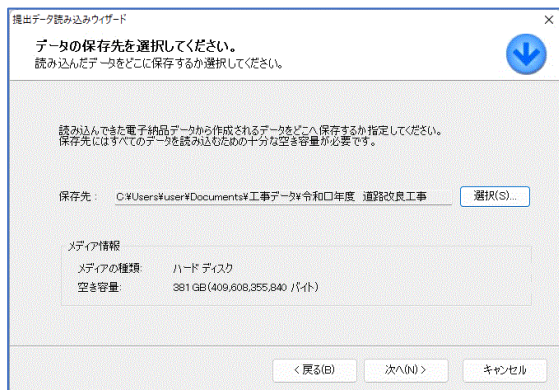 提出データ読み込みウィザード
データの保存先を選択してください。
読み込んだデータをどこに保存するか選択してください。
読み込んできた電子納品データから作成されるデータをどこへ保存するか指定してください。
保存先にはすべてのデータを読み込むための十分な空き容量が必要です。
保存先： C:¥Users¥user¥Documents¥工事データ¥令和口年度 道路改良工事 選択(S)...
メディア情報
メディアの種類: ハード ディスク
空き容量: 381 GB(409,608,355,840 バイト)
< 戻る(B) 次へ(N) > キャンセル